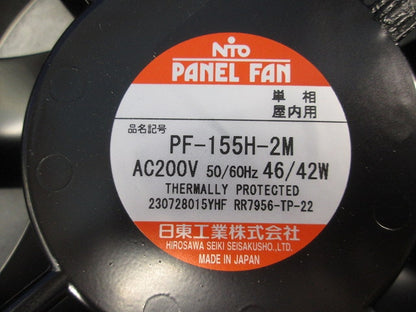 NITO
PANEL FAN
単相
屋内用
品名記号
PF-155H-2M
AC200V 50/60Hz 46/42W
THERMALLY PROTECTED
230728015YHF RR7956-TP-22
日東工業株式会社
HIROSAWA SEIKI SEISAKUSHO.,LTD.
MADE IN JAPAN